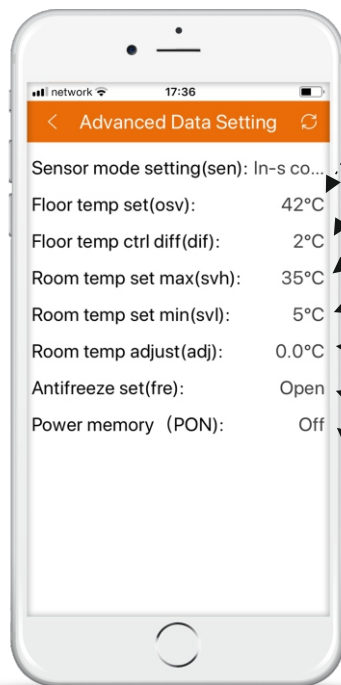 network 17:36
Advanced Data Setting
Sensor mode setting(sen): In-s co...
Floor temp set(osv): 42°C
Floor temp ctrl diff(dif): 2°C
Room temp set max(svh): 35°C
Room temp set min(svl): 5°C
Room temp adjust(adj): 0.0°C
Antifreeze set(fre): Open
Power memory（PON): Off